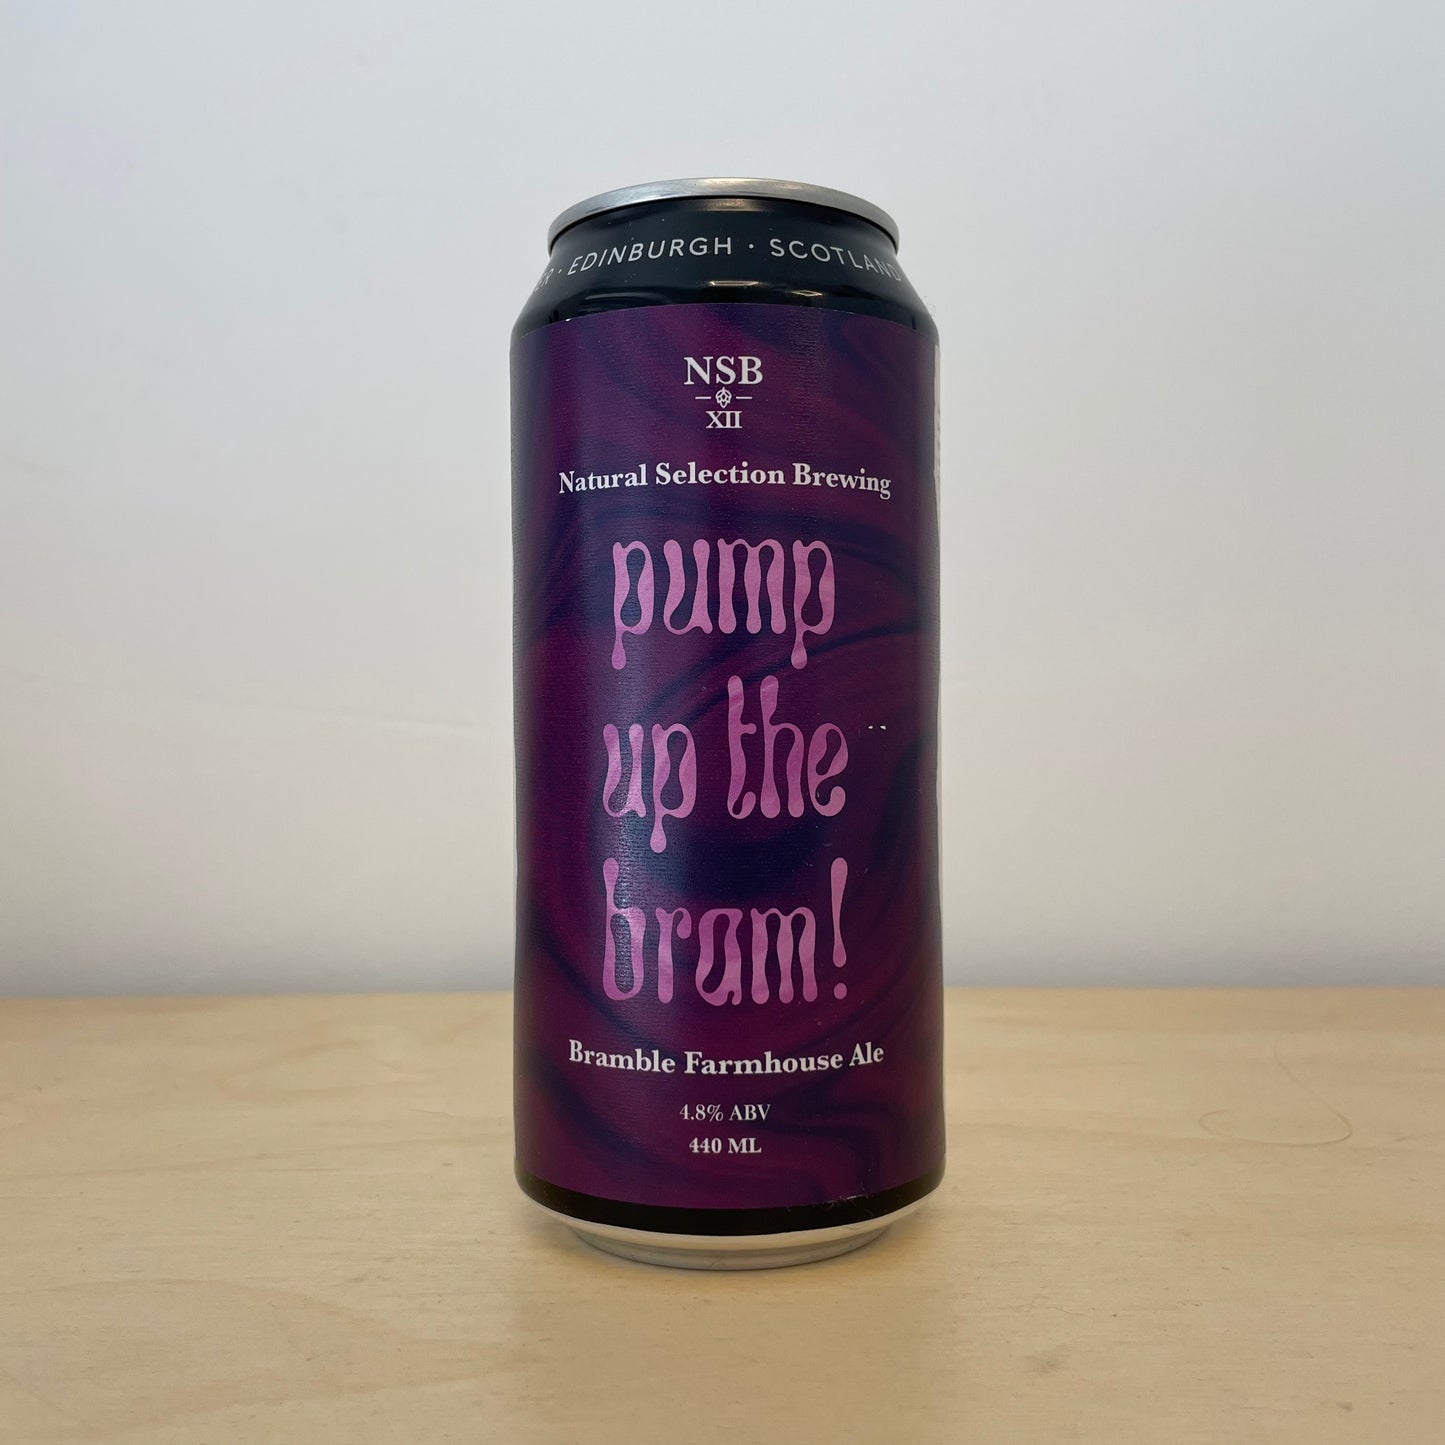 · EDINBURGH · SCOTLAND
NSB
XII
Natural Selection Brewing
pump
up the
bram!
Bramble Farmhouse Ale
4.8% ABV
440 ML